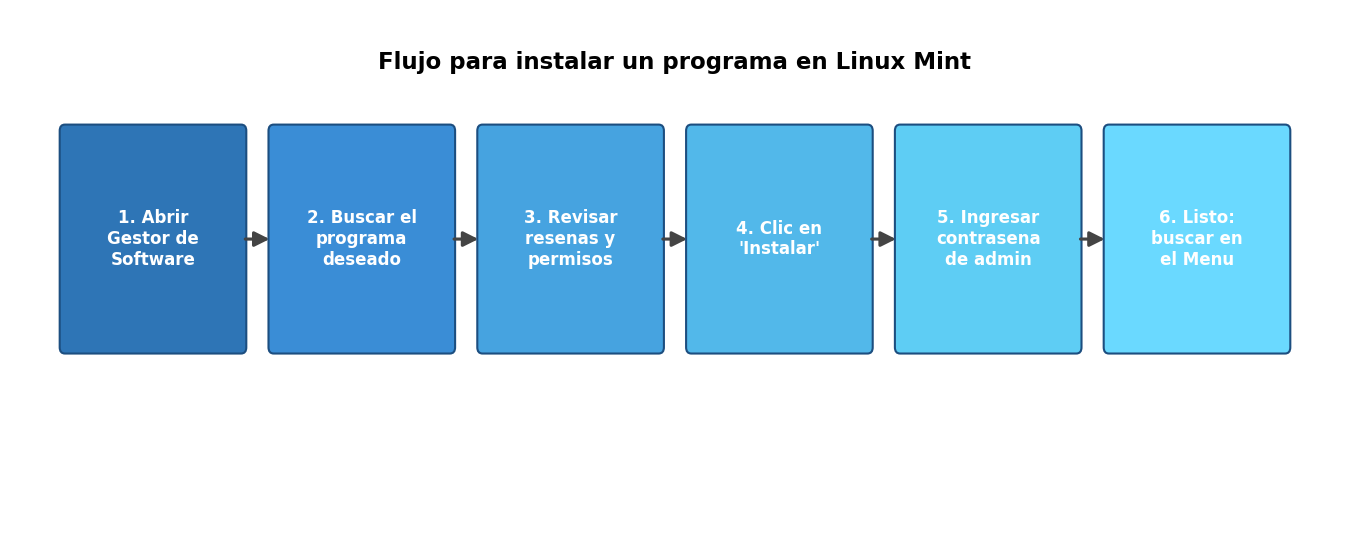 Flujo para instalar un programa en Linux Mint
1. Abrir
Gestor de
Software
2. Buscar el
programa
deseado
3. Revisar
resenas y
permisos
4. Clic en
'Instalar'
5. Ingresar
contrasena
de admin
6. Listo:
buscar en
el Menu